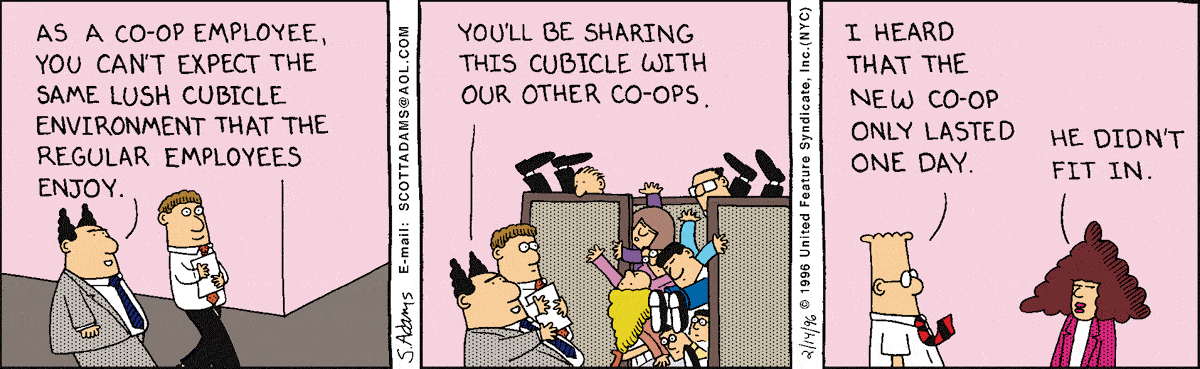 AS A CO-OP EMPLOYEE,
YOU CAN'T EXPECT THE
SAME LUSH CUBICLE
ENVIRONMENT THAT THE
REGULAR EMPLOYEES
ENJOY.
S.Adams E-mail: SCOTTADAMS@AOL.COM
YOU'LL BE SHARING
THIS CUBICLE WITH
OUR OTHER CO-OPS.
2/14/96 © 1996 United Feature Syndicate, Inc.(NYC)
I HEARD
THAT THE
NEW CO-OP
ONLY LASTED
ONE DAY.
HE DIDN'T
FIT IN.